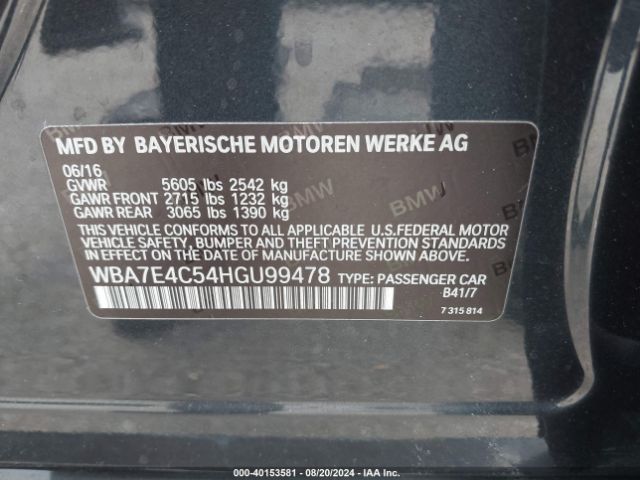 MFD BY BAYERISCHE MOTOREN WERKE AG
06/16
GVWR 5605 lbs 2542 kg
GAWR FRONT 2715 lbs 1232 kg
GAWR REAR 3065 lbs 1390 kg
THIS VEHICLE CONFORMS TO ALL APPLICABLE U.S.FEDERAL MOTOR
VEHICLE SAFETY, BUMPER AND THEFT PREVENTION STANDARDS
IN EFFECT ON THE DATE OF MANUFACTURE SHOWN ABOVE.
WBA7E4C54HGU99478 TYPE: PASSENGER CAR
B41/7
7 315 814
000-40153581 - 08/20/2024 - IAA Inc.